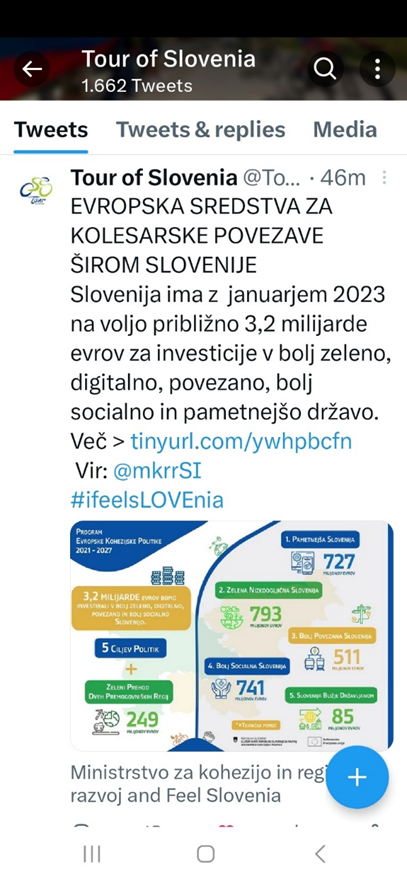 Tour of Slovenia
1.662 Tweets
Tweets Tweets & replies Media
Tour of Slovenia @To... · 46m
EVROPSKA SREDSTVA ZA
KOLESARSKE POVEZAVE
ŠIROM SLOVENIJE
Slovenija ima z januarjem 2023
na voljo približno 3,2 milijarde
evrov za investicije v bolj zeleno,
digitalno, povezano, bolj
socialno in pametnejšo državo.
Več > tinyurl.com/ywhpbcfn
Vir: @mkrrSI
#ifeelsLOVEnia
PROGRAM
EVROPSKE KOHEZIJSKE POLITIKE
2021 - 2027
3,2 MILIJARDE EVROV BOMO
INVESTIRALI V BOLJ ZELENO, DIGITALNO,
POVEZANO IN BOLJ SOCIALNO
SLOVENIJO.
5 CILJEV POLITIK
+
ZELENI PREHOD
DVEH PREMOGOVNIŠKIH REGIJ
249
MILIJONOV EVROV
1. PAMETNEJŠA SLOVENIJA
727
MILIJONOV EVROV
2. ZELENA NIZKOOGLJIČNA SLOVENIJA
793
MILIJONOV EVROV
3. BOLJ POVEZANA SLOVENIJA
511
MILIJONOV EVROV
4. BOLJ SOCIALNA SLOVENIJA
741
MILIJONOV EVROV
5. SLOVENIJA BLIŽJE DRŽAVLJANOM
85
MILIJONOV EVROV
Ministrstvo za kohezijo in regi
razvoj and Feel Slovenia